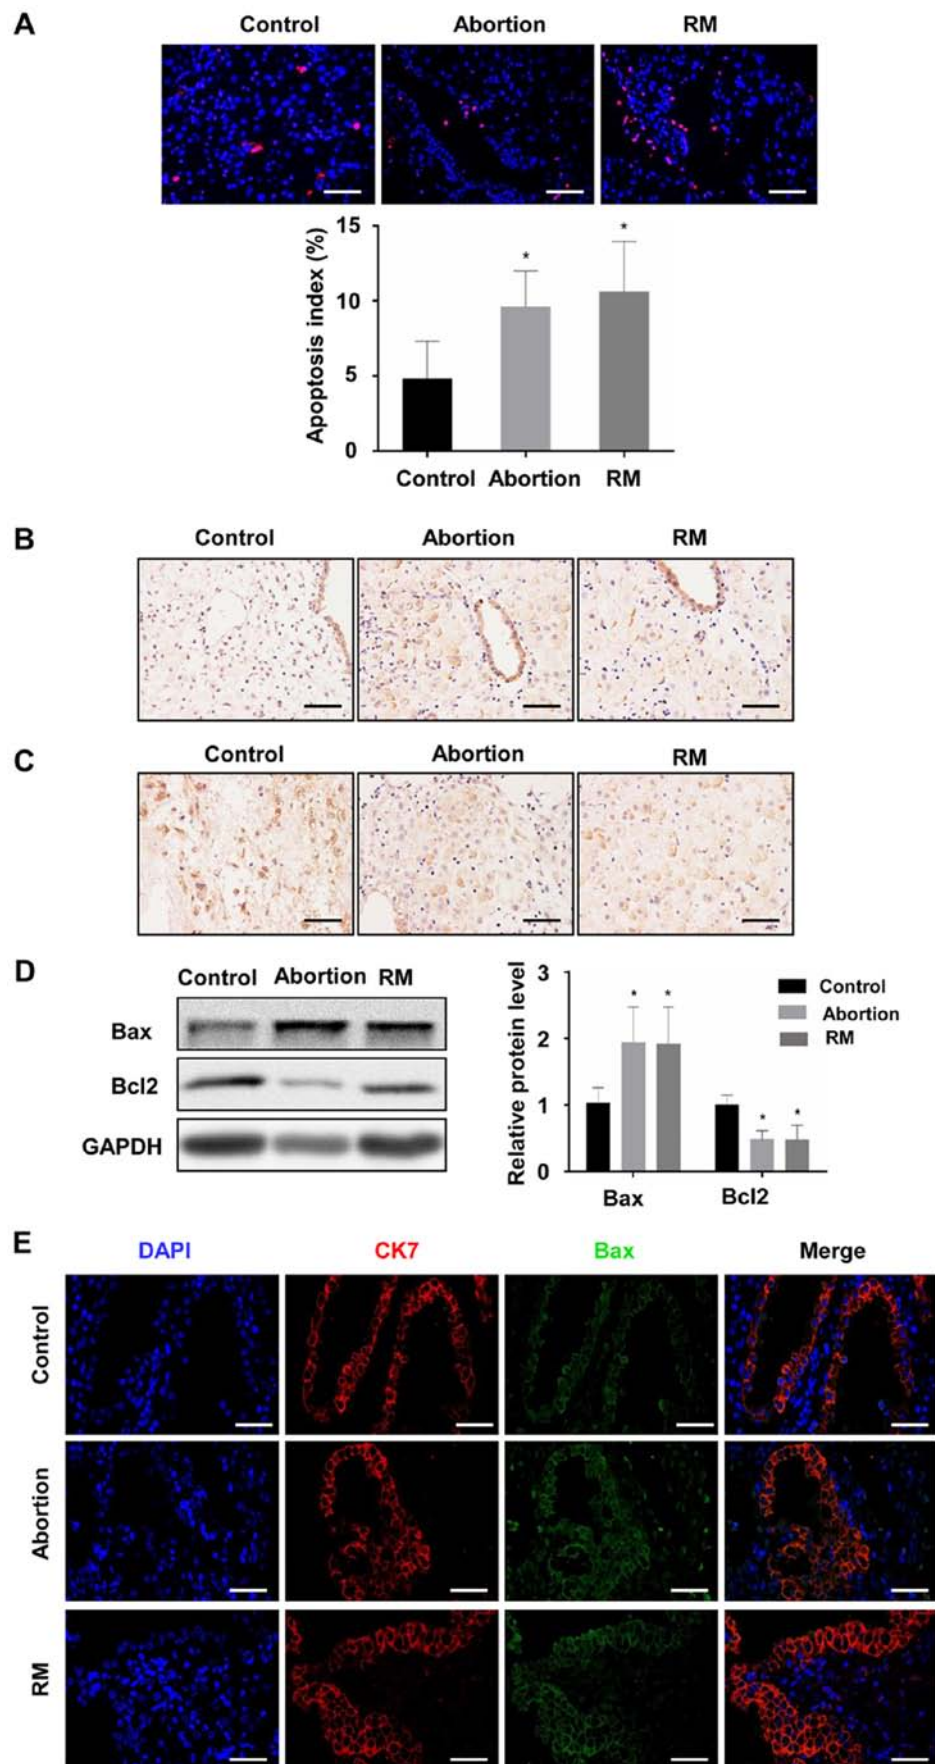 A
Control Abortion RM
15
10
5
0
Apoptosis index (%)
Control Abortion RM
B
Control Abortion RM
C
Control Abortion RM
D
Control Abortion RM
Bax
Bcl2
GAPDH
3
2
1
0
Relative protein level
* *
* *
Control
Abortion
RM
Bax Bcl2
E
DAPI CK7 Bax Merge
Control
Abortion
RM